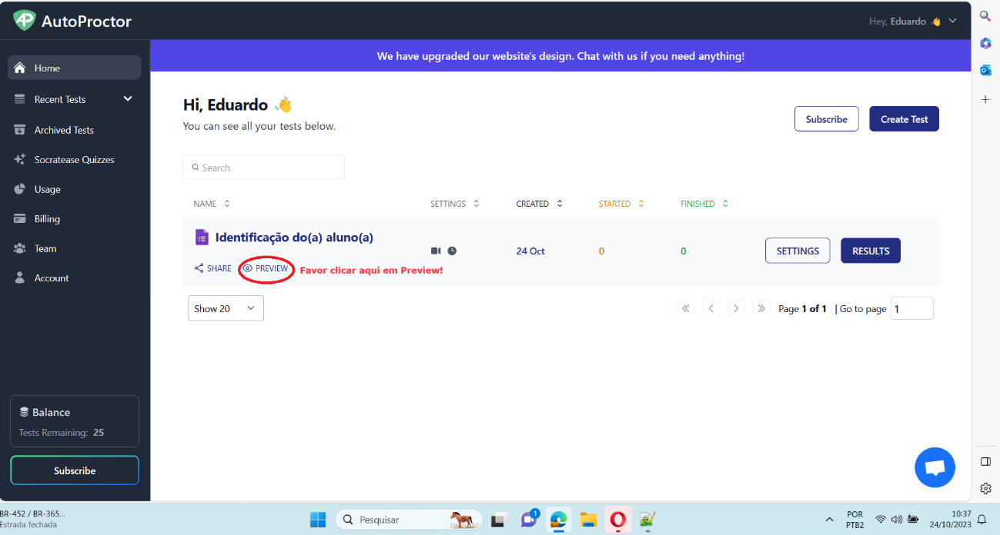 AutoProctor
Hey, Eduardo
Home
Recent Tests
Archived Tests
Socratease Quizzes
Usage
Billing
Team
Account
Balance
Tests Remaining: 25
Subscribe
We have upgraded our website's design. Chat with us if you need anything!
Hi, Eduardo
You can see all your tests below.
Subscribe
Create Test
Search
NAME SETTINGS CREATED STARTED FINISHED
Identificação do(a) aluno(a)
24 Oct 0 0 SETTINGS RESULTS
SHARE PREVIEW Favor clicar aqui em Preview!
Show 20
Page 1 of 1 | Go to page 1
BR-452 / BR-365...
Estrada fechada
Pesquisar
1
POR
PTB2
10:37
24/10/2023